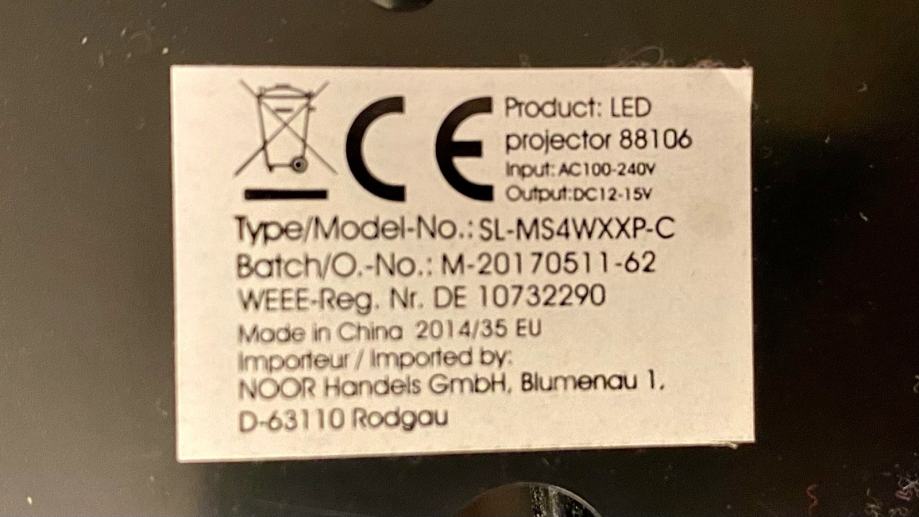 CE
Product: LED
projector 88106
Input: AC100-240V
Output:DC12-15V
Type/Model-No.: SL-MS4WXXP-C
Batch/O.-No.: M-20170511-62
WEEE-Reg. Nr. DE 10732290
Made in China 2014/35 EU
Importeur / Imported by:
NOOR Handels GmbH, Blumenau 1,
D-63110 Rodgau